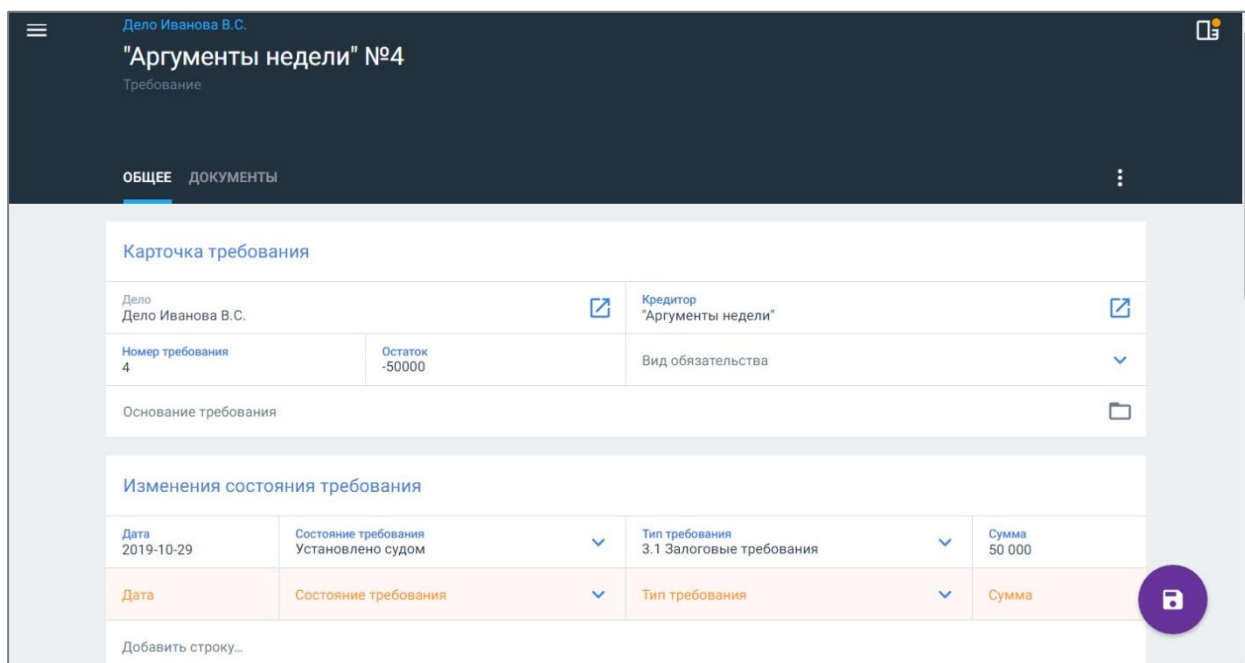 Дело Иванова В.С.
"Аргументы недели" №4
Требование
ОБЩЕЕ ДОКУМЕНТЫ
Карточка требования
Дело
Дело Иванова В.С.
Кредитор
"Аргументы недели"
Номер требования
4
Остаток
-50000
Вид обязательства
Основание требования
Изменения состояния требования
Дата
2019-10-29
Состояние требования
Установлено судом
Тип требования
3.1 Залоговые требования
Сумма
50 000
Дата Состояние требования Тип требования Сумма
Добавить строку...